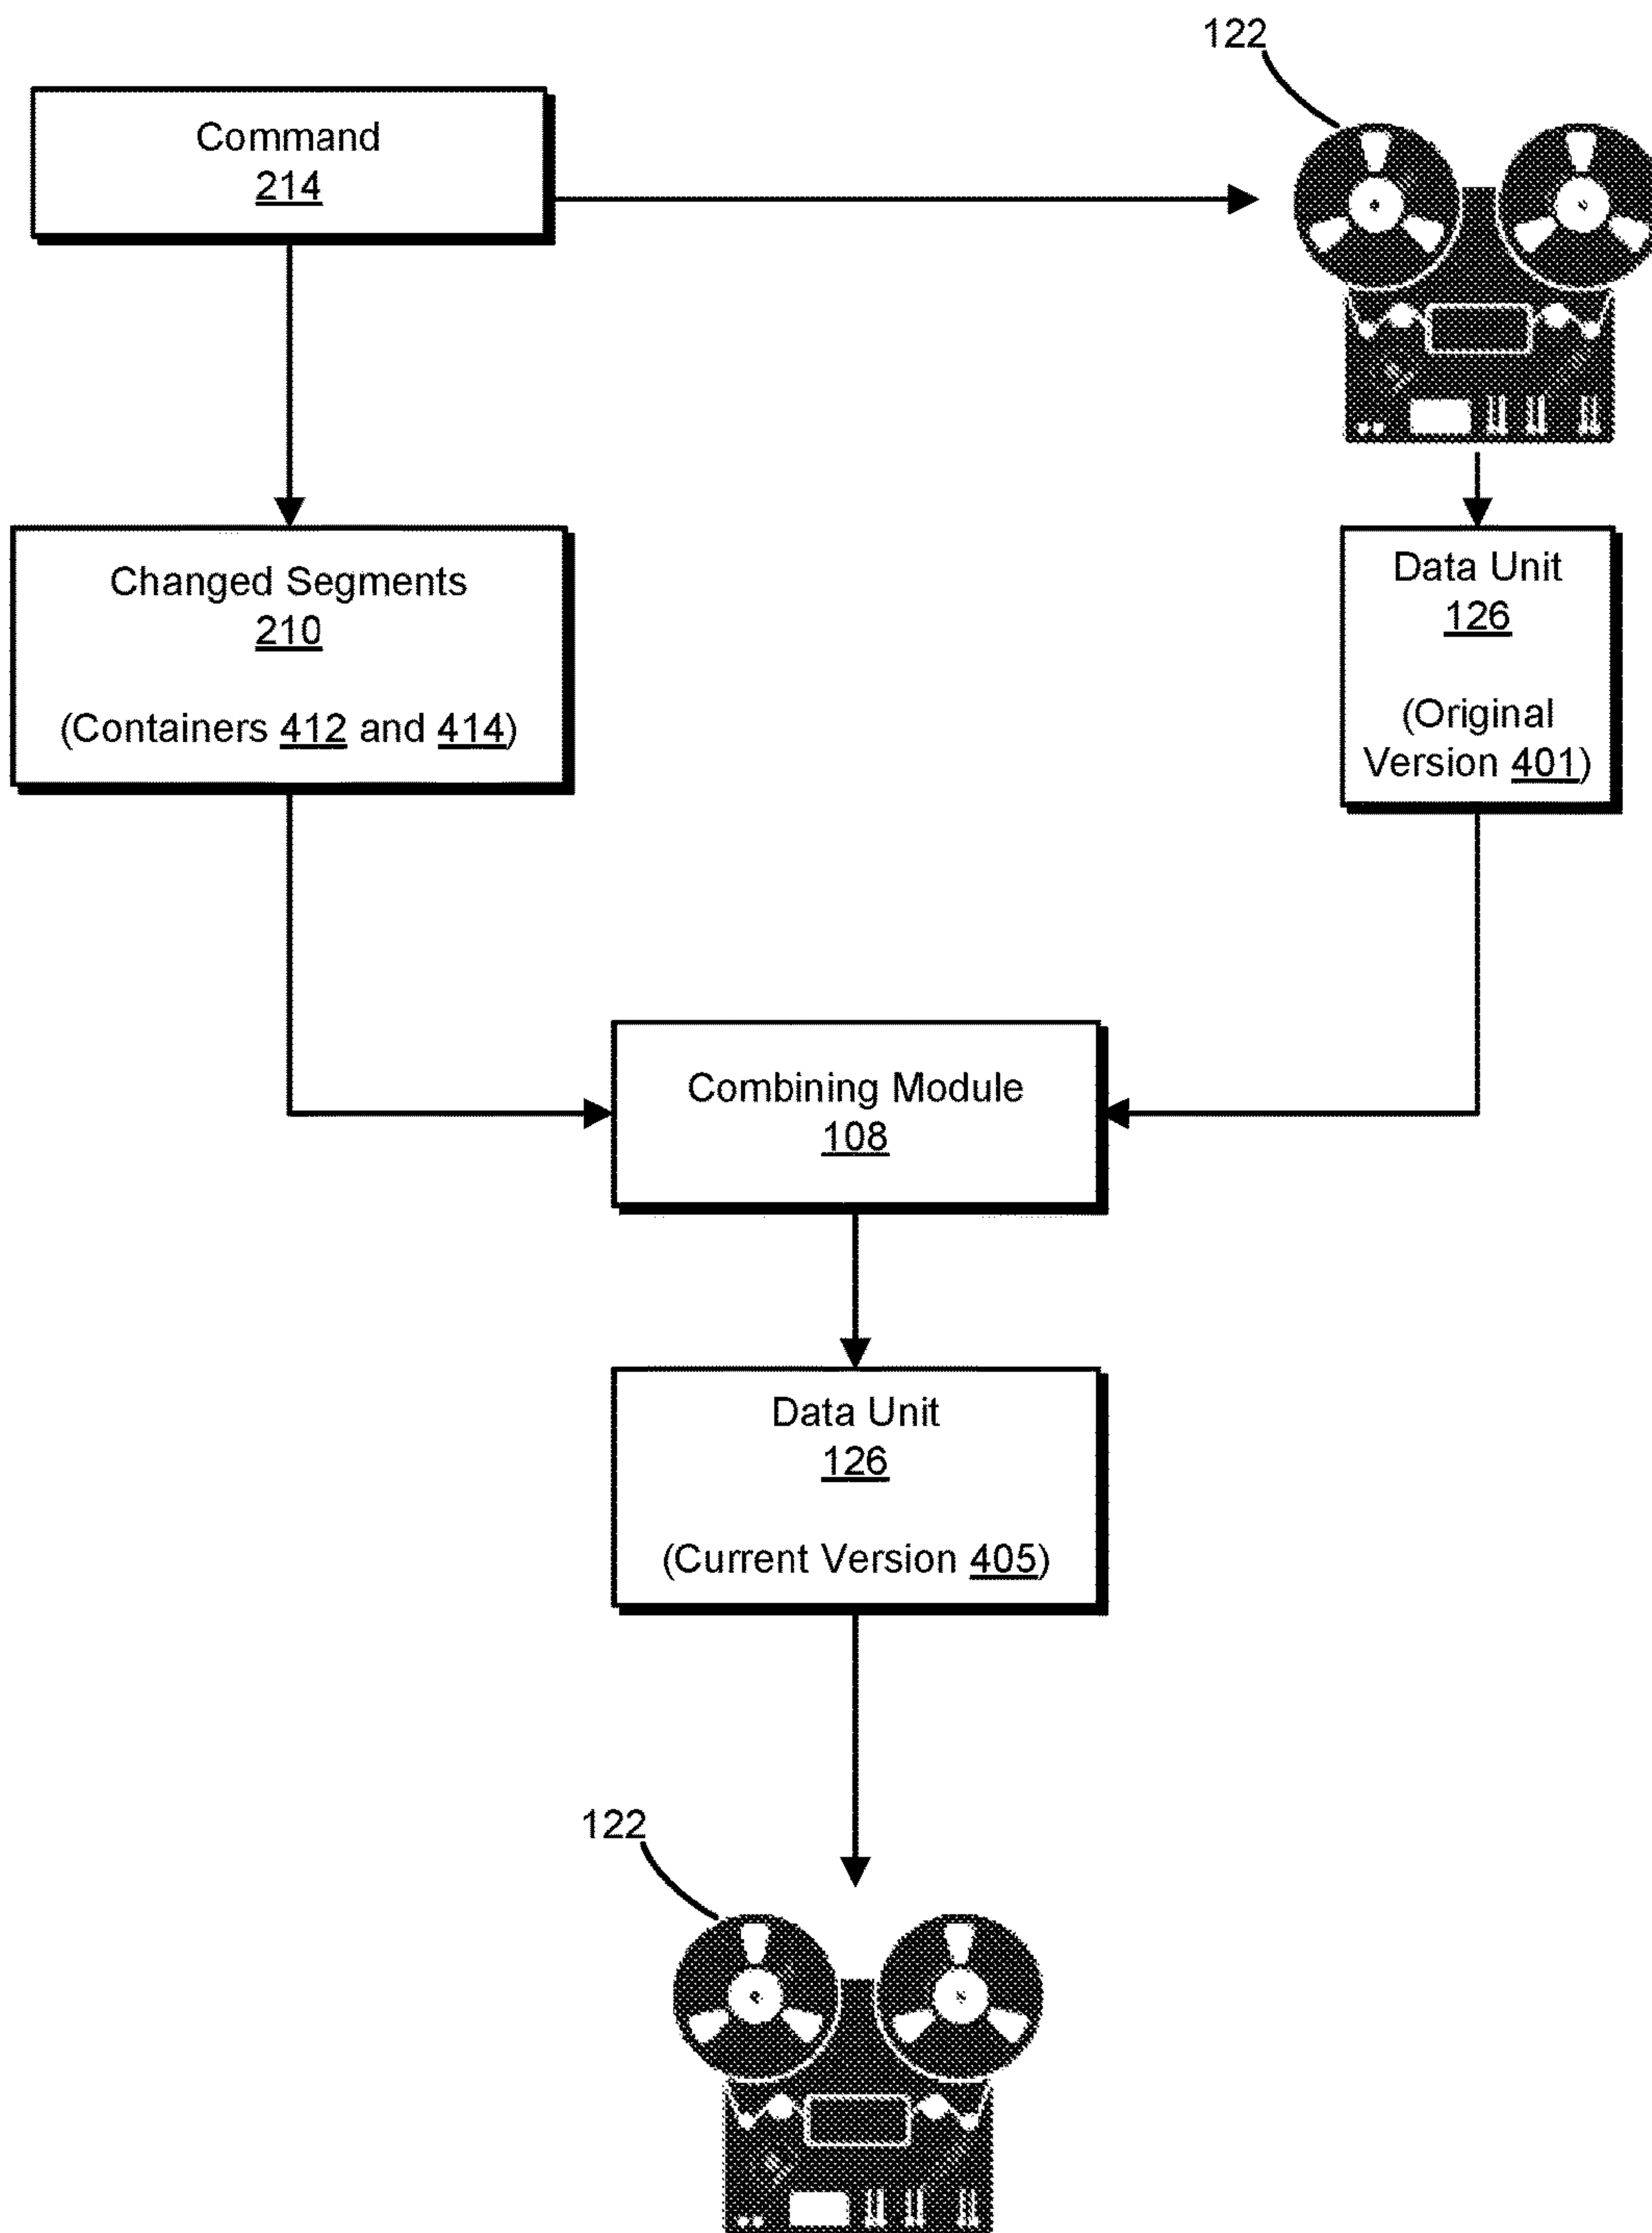 122
Command
214
Changed Segments
210
(Containers 412 and 414)
Data Unit
126
(Original
Version 401)
Combining Module
108
Data Unit
126
(Current Version 405)
122